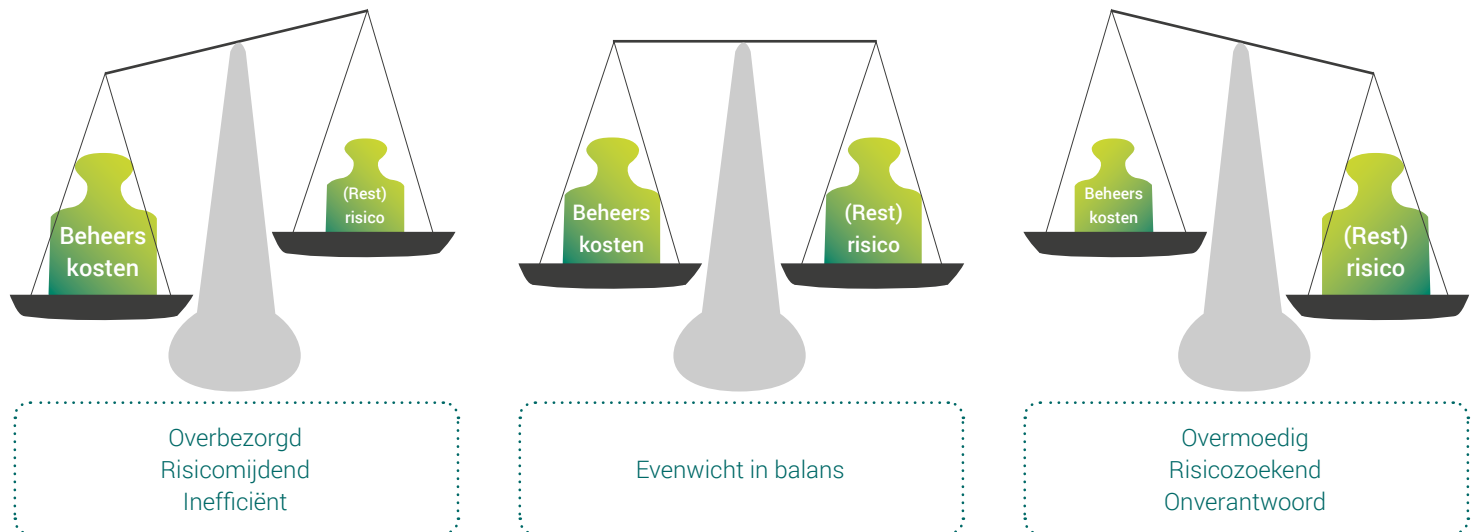 Beheers
kosten
(Rest)
risico
Overbezorgd
Risicomijdend
Inefficiënt
Beheers
kosten
(Rest)
risico
Evenwicht in balans
Beheers
kosten
(Rest)
risico
Overmoedig
Risicozoekend
Onverantwoord